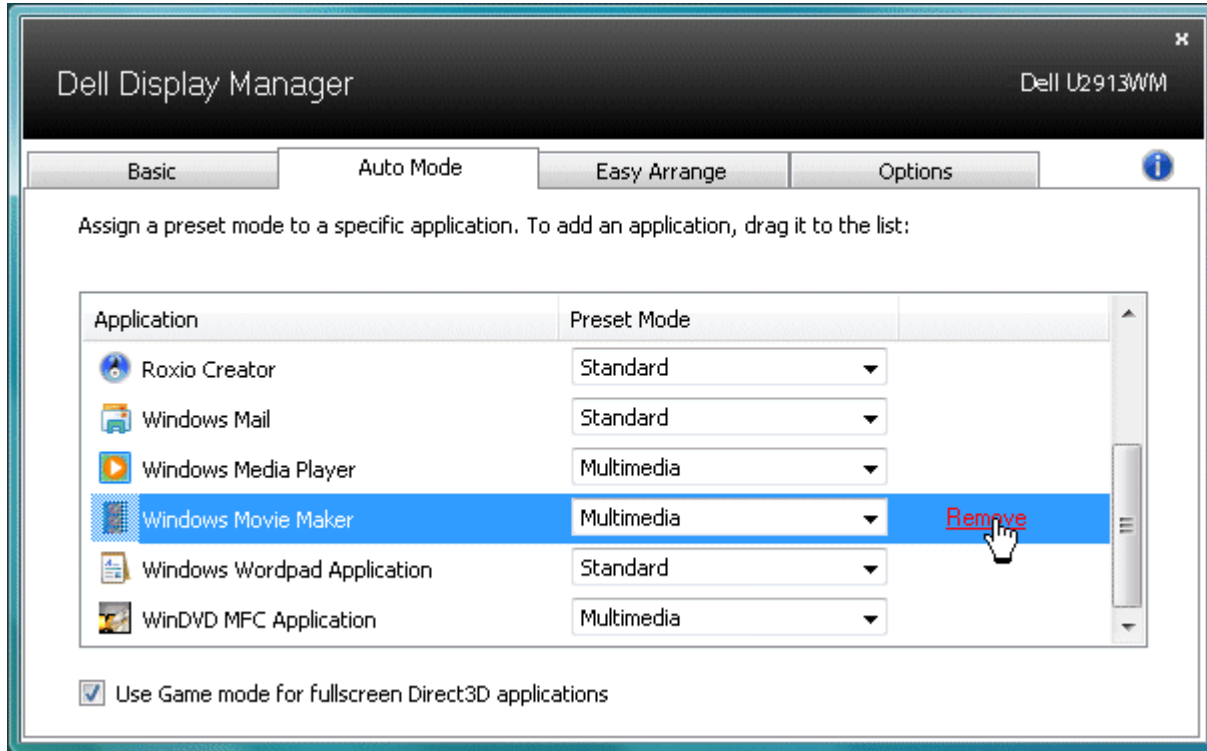 Dell Display Manager
Dell U2913WM
Basic
Auto Mode
Easy Arrange
Options
Assign a preset mode to a specific application. To add an application, drag it to the list:
Application Preset Mode
Roxio Creator Standard
Windows Mail Standard
Windows Media Player Multimedia
Windows Movie Maker Multimedia Remove
Windows Wordpad Application Standard
WinDVD MFC Application Multimedia
Use Game mode for fullscreen Direct3D applications